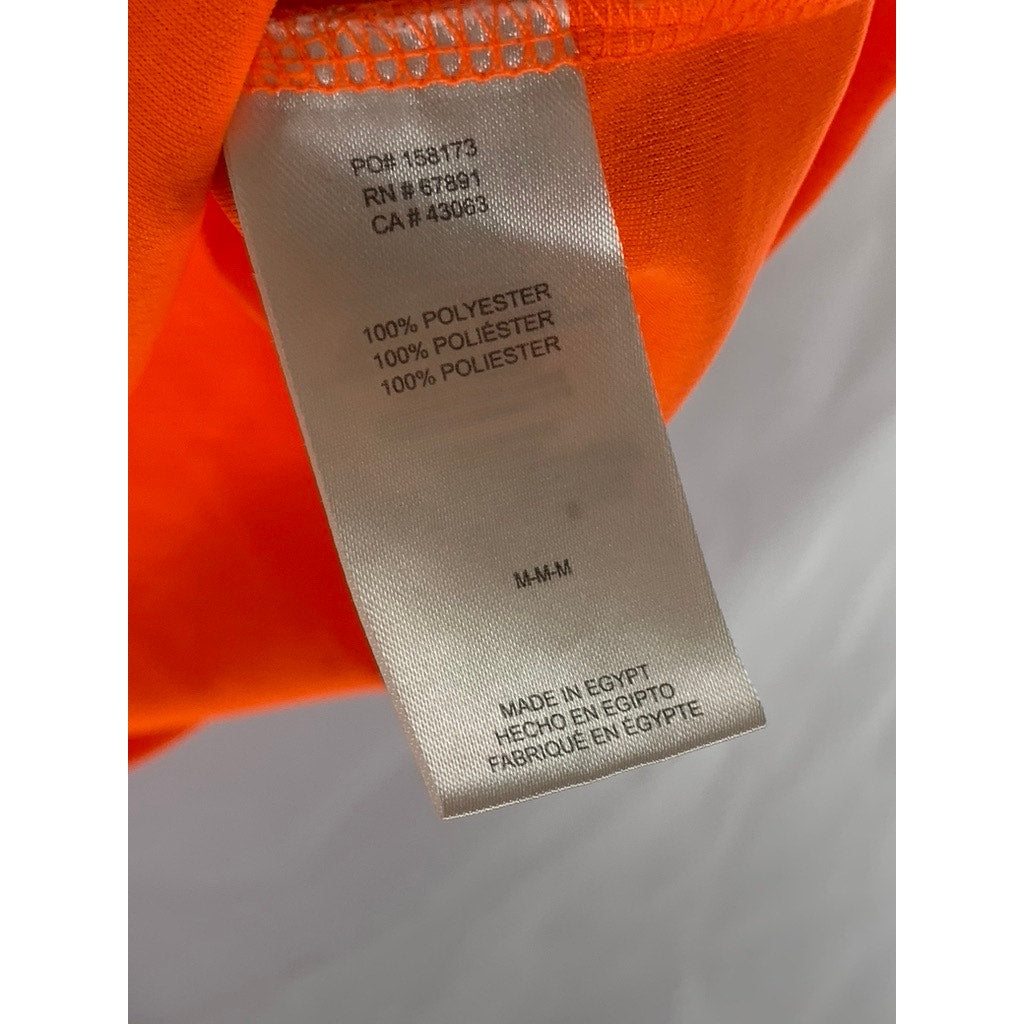 PO# 158173
RN # 67891
CA # 43063
100% POLYESTER
100% POLIÉSTER
100% POLIESTER
M-M-M
MADE IN EGYPT
HECHO EN EGIPTO
FABRIQUÉ EN EGYPTE